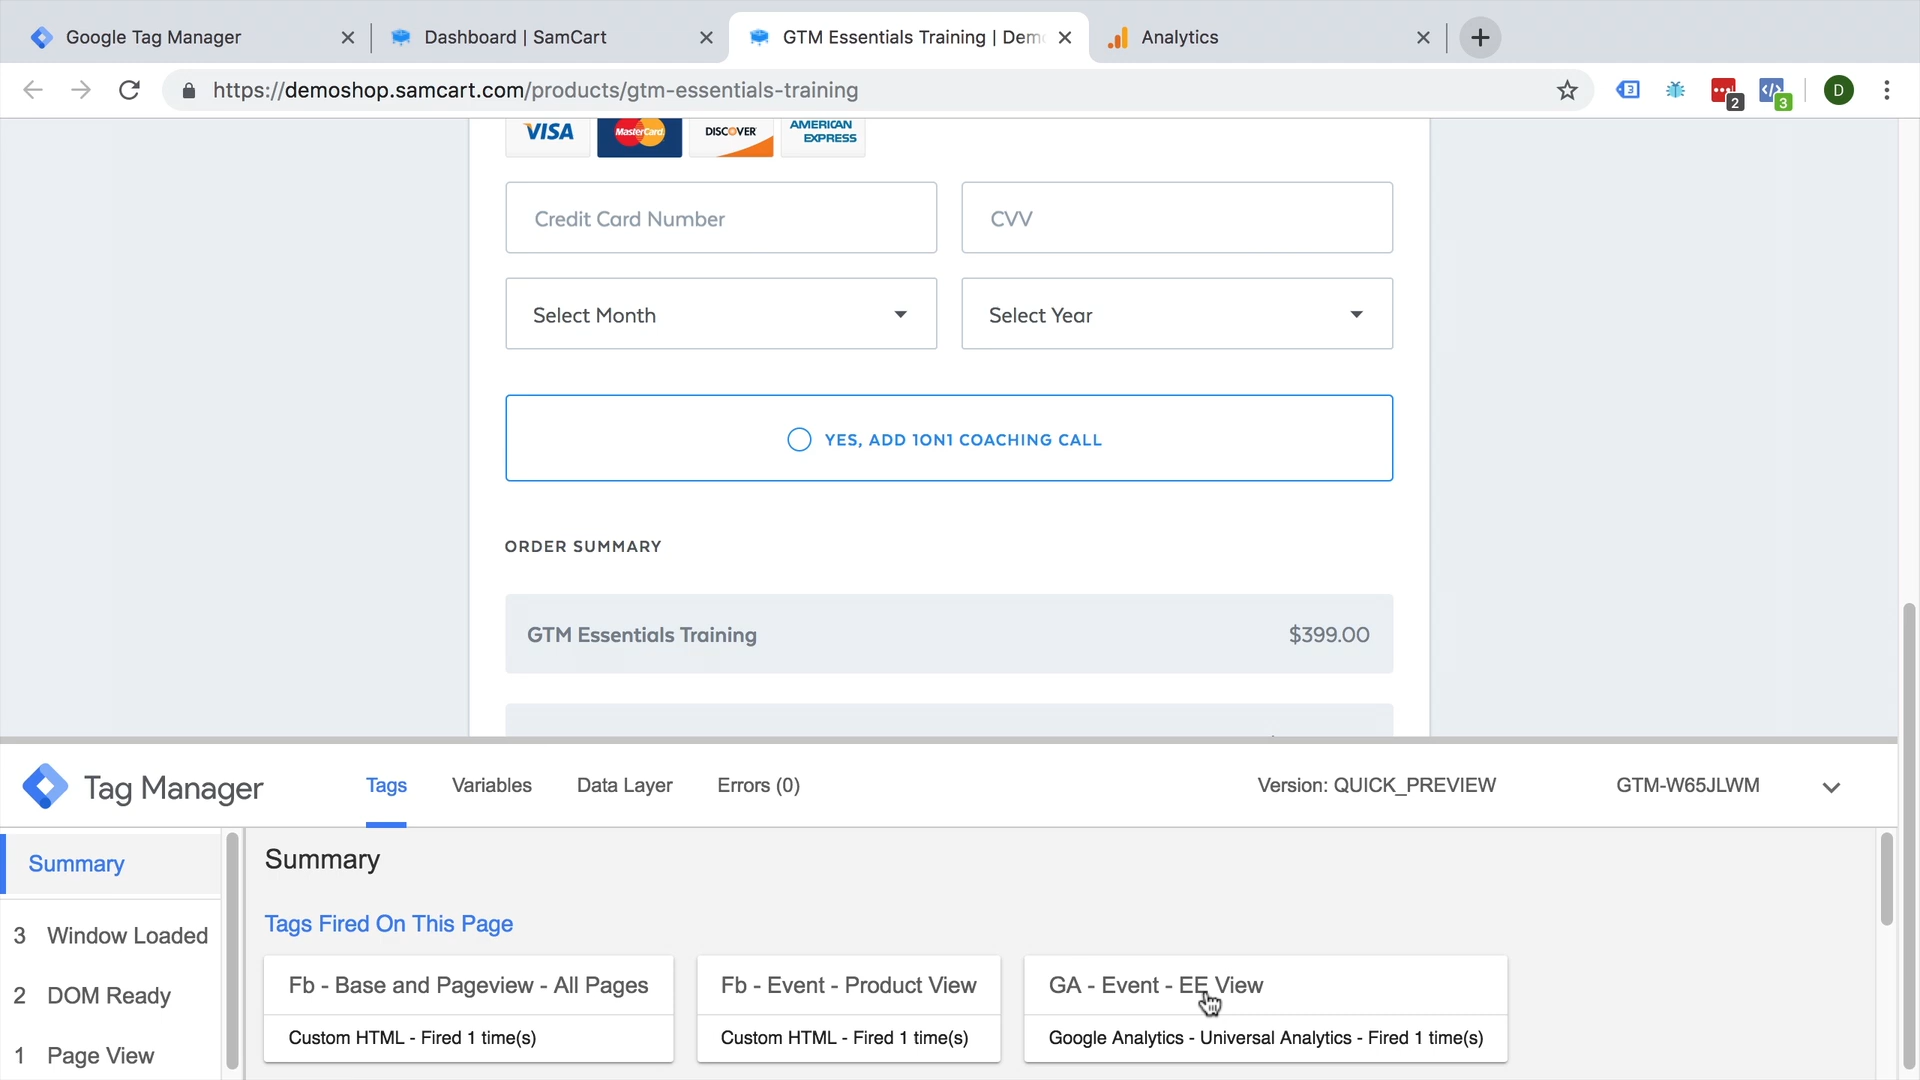 Google Tag Manager
Dashboard | SamCart
GTM Essentials Training | Dem
Analytics
https://demoshop.samcart.com/products/gtm-essentials-training
3
2
3
D
VISA
MasterCard
DISCOVER
AMERICAN
EXPRESS
Credit Card Number
CVV
Select Month
Select Year
YES, ADD 1ON1 COACHING CALL
ORDER SUMMARY
GTM Essentials Training
$399.00
Tag Manager
Tags
Variables
Data Layer
Errors (0)
Version: QUICK_PREVIEW
GTM-W65JLWM
Summary
3 Window Loaded
2 DOM Ready
1 Page View
Summary
Tags Fired On This Page
Fb - Base and Pageview - All Pages
Custom HTML - Fired 1 time(s)
Fb - Event - Product View
Custom HTML - Fired 1 time(s)
GA - Event - EE View
Google Analytics - Universal Analytics - Fired 1 time(s)